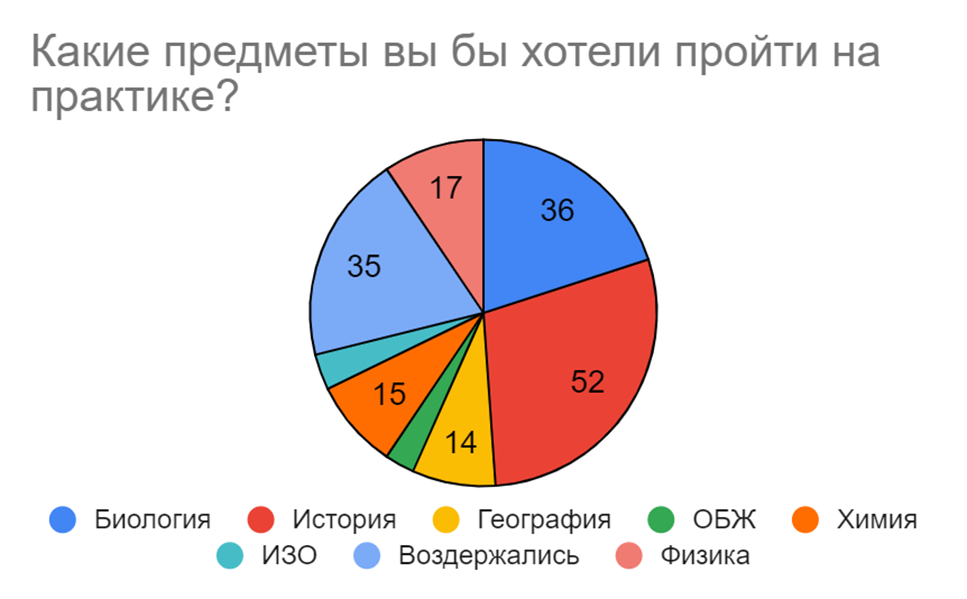 Какие предметы вы бы хотели пройти на
практике?
17
36
35
52
15
14
Биология История География ОБЖ Химия
ИЗО Воздержались Физика